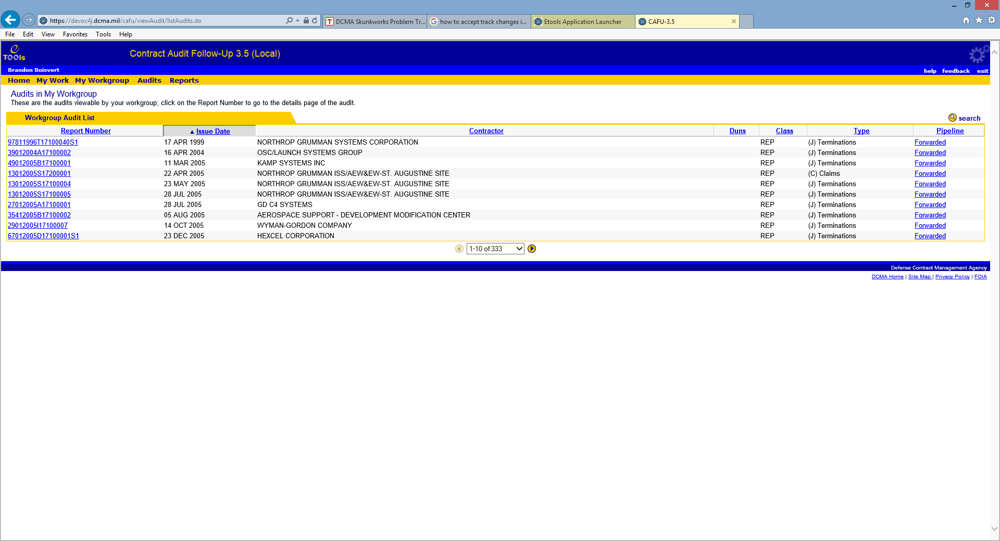 https://devoc4j.dcma.mil/cafu/viewAudit/listAudits.do
DCMA Skunkworks Problem Tr...
how to accept track changes i...
Etools Application Launcher
CAFU-3.5
File Edit View Favorites Tools Help
e TOOls
Contract Audit Follow-Up 3.5 (Local)
Brandon Boisvert
help feedback exit
Home My Work My Workgroup Audits Reports
Audits in My Workgroup
These are the audits viewable by your workgroup; click on the Report Number to go to the details page of the audit.
Workgroup Audit List
search
Report Number ▲ Issue Date Contractor Duns Class Type Pipeline
97811996T17100040S1 17 APR 1999 NORTHROP GRUMMAN SYSTEMS CORPORATION REP (J) Terminations Forwarded
39012004A17100002 16 APR 2004 OSC/LAUNCH SYSTEMS GROUP REP (J) Terminations Forwarded
49012005B17100001 11 MAR 2005 KAMP SYSTEMS INC REP (J) Terminations Forwarded
13012005S17200001 22 APR 2005 NORTHROP GRUMMAN ISS/AEW&EW-ST. AUGUSTINE SITE REP (C) Claims Forwarded
13012005S17100004 23 MAY 2005 NORTHROP GRUMMAN ISS/AEW&EW-ST. AUGUSTINE SITE REP (J) Terminations Forwarded
13012005S17100005 28 JUL 2005 NORTHROP GRUMMAN ISS/AEW&EW-ST. AUGUSTINE SITE REP (J) Terminations Forwarded
27012005A17100001 28 JUL 2005 GD C4 SYSTEMS REP (J) Terminations Forwarded
35412005B17100002 05 AUG 2005 AEROSPACE SUPPORT - DEVELOPMENT MODIFICATION CENTER REP (J) Terminations Forwarded
29012005I17100007 14 OCT 2005 WYMAN-GORDON COMPANY REP (J) Terminations Forwarded
67012005D17100001S1 23 DEC 2005 HEXCEL CORPORATION REP (J) Terminations Forwarded
1-10 of 333
Defense Contract Management Agency
DCMA Home | Site Map | Privacy Policy | FOIA